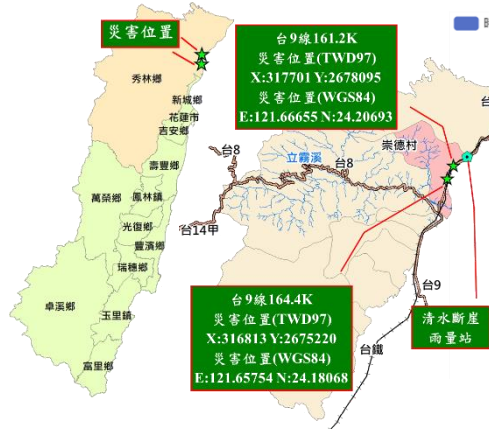 災害位置
秀林鄉
新城鄉
花蓮市
吉安鄉
壽豐鄉
萬榮鄉
鳳林鎮
光復鄉
豐濱鄉
瑞穗鄉
卓溪鄉
玉里鎮
富里鄉
台9線161.2K
災害位置(TWD97)
X:317701 Y:2678095
災害位置(WGS84)
E:121.66655 N:24.20693
崇德村
立霧溪
台8
台8
台14甲
台9線164.4K
災害位置(TWD97)
X:316813 Y:2675220
災害位置(WGS84)
E:121.65754 N:24.18068
台9
台鐵
清水斷崖
雨量站